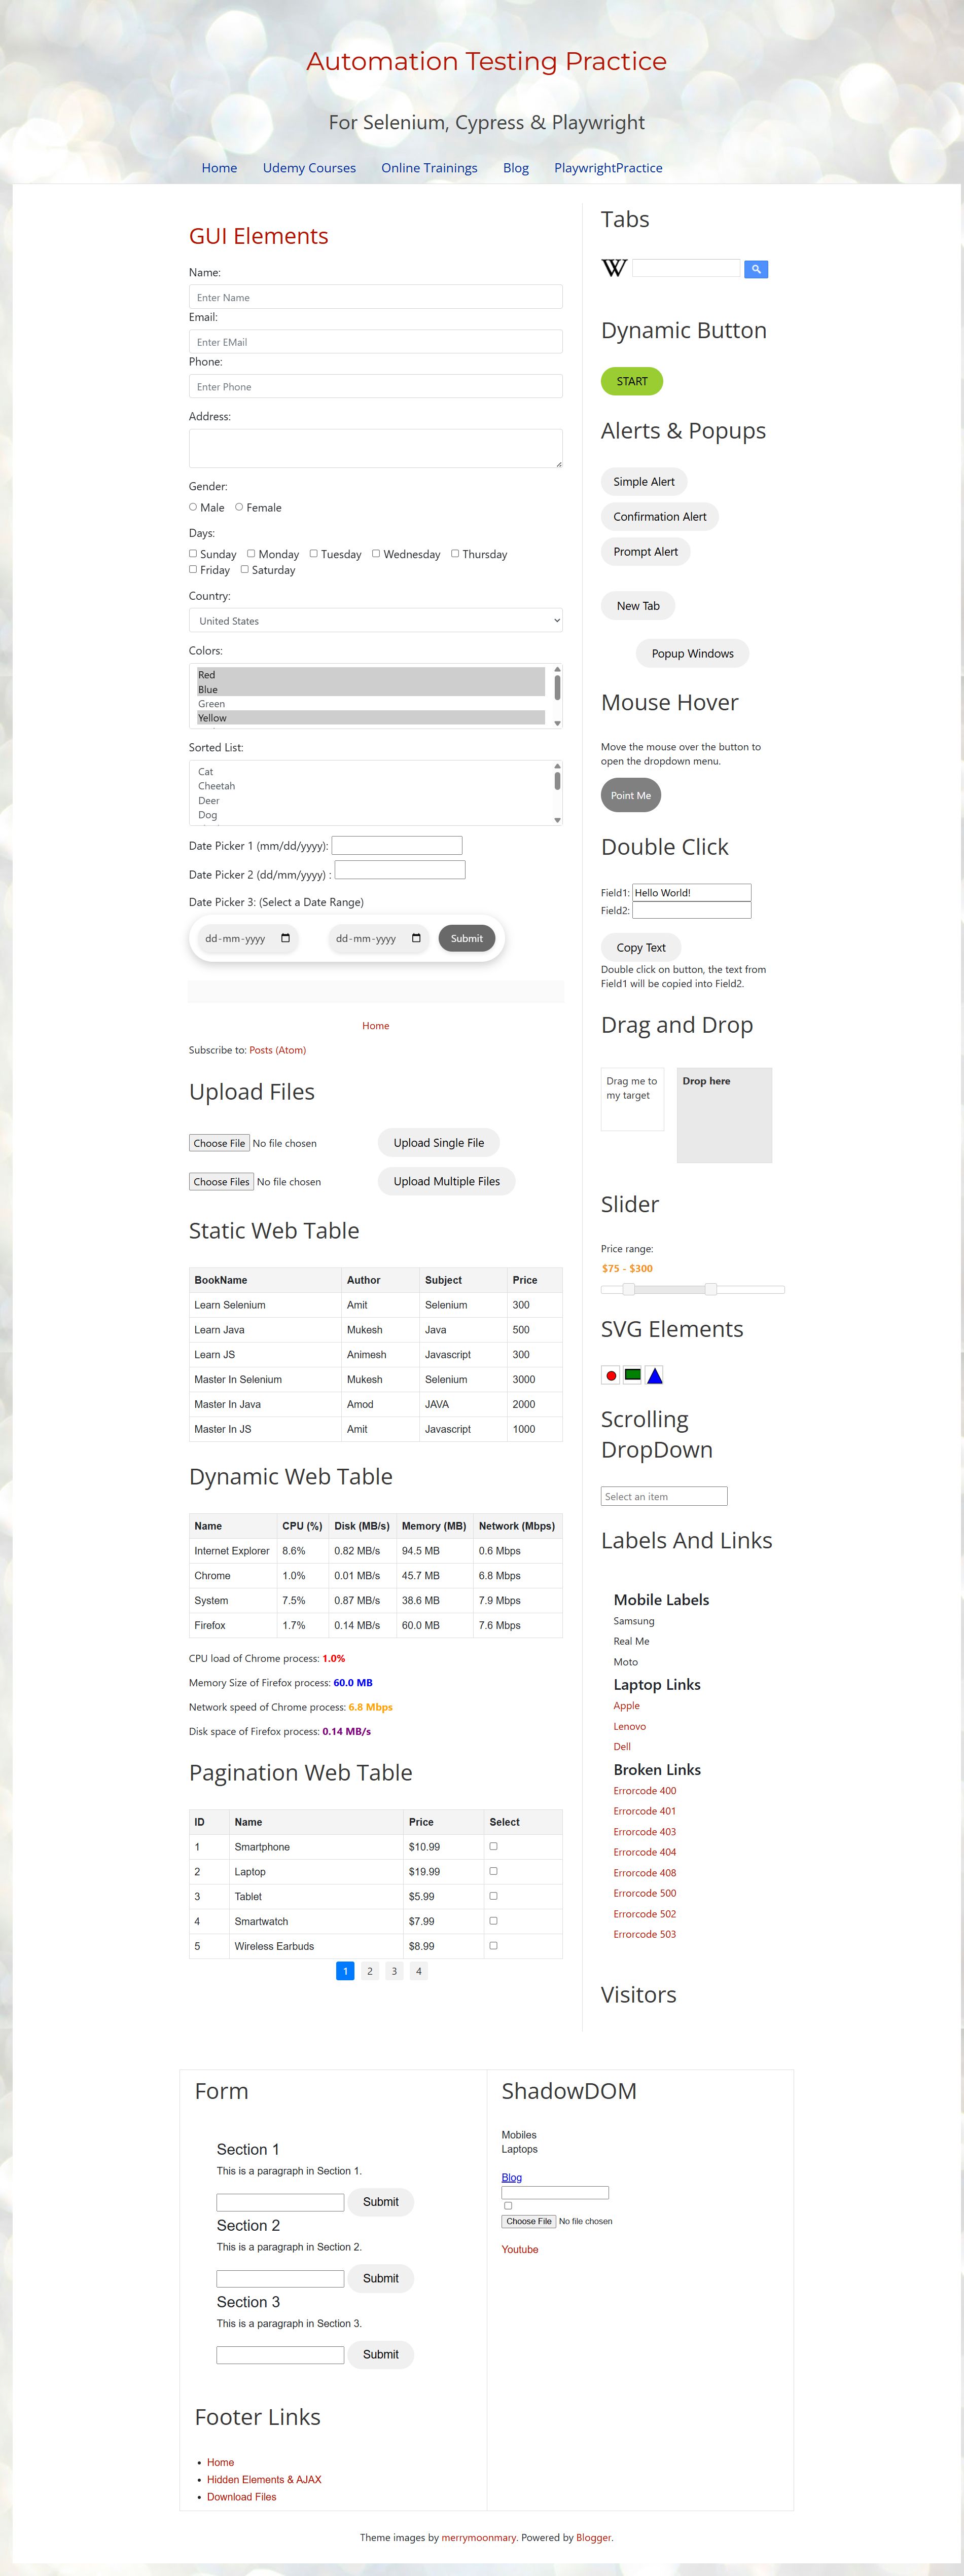 Automation Testing Practice
For Selenium, Cypress & Playwright
Home Udemy Courses Online Trainings Blog PlaywrightPractice
GUI Elements
Name:
Enter Name
Email:
Enter EMail
Phone:
Enter Phone
Address:
Gender:
Male Female
Days:
Sunday Monday Tuesday Wednesday Thursday
Friday Saturday
Country:
United States
Colors:
Red
Blue
Green
Yellow
Sorted List:
Cat
Cheetah
Deer
Dog
Date Picker 1 (mm/dd/yyyy):
Date Picker 2 (dd/mm/yyyy) :
Date Picker 3: (Select a Date Range)
dd-mm-yyyy dd-mm-yyyy Submit
Home
Subscribe to: Posts (Atom)
Upload Files
Choose File No file chosen Upload Single File
Choose Files No file chosen Upload Multiple Files
Static Web Table
BookName Author Subject Price
Learn Selenium Amit Selenium 300
Learn Java Mukesh Java 500
Learn JS Animesh Javascript 300
Master In Selenium Mukesh Selenium 3000
Master In Java Amod JAVA 2000
Master In JS Amit Javascript 1000
Dynamic Web Table
Name CPU (%) Disk (MB/s) Memory (MB) Network (Mbps)
Internet Explorer 8.6% 0.82 MB/s 94.5 MB 0.6 Mbps
Chrome 1.0% 0.01 MB/s 45.7 MB 6.8 Mbps
System 7.5% 0.87 MB/s 38.6 MB 7.9 Mbps
Firefox 1.7% 0.14 MB/s 60.0 MB 7.6 Mbps
CPU load of Chrome process: 1.0%
Memory Size of Firefox process: 60.0 MB
Network speed of Chrome process: 6.8 Mbps
Disk space of Firefox process: 0.14 MB/s
Pagination Web Table
ID Name Price Select
1 Smartphone $10.99
2 Laptop $19.99
3 Tablet $5.99
4 Smartwatch $7.99
5 Wireless Earbuds $8.99
1 2 3 4
Tabs
W
Dynamic Button
START
Alerts & Popups
Simple Alert
Confirmation Alert
Prompt Alert
New Tab
Popup Windows
Mouse Hover
Move the mouse over the button to
open the dropdown menu.
Point Me
Double Click
Field1: Hello World!
Field2:
Copy Text
Double click on button, the text from
Field1 will be copied into Field2.
Drag and Drop
Drag me to
my target
Drop here
Slider
Price range:
$75 - $300
SVG Elements
Scrolling
DropDown
Select an item
Labels And Links
Mobile Labels
Samsung
Real Me
Moto
Laptop Links
Apple
Lenovo
Dell
Broken Links
Errorcode 400
Errorcode 401
Errorcode 403
Errorcode 404
Errorcode 408
Errorcode 500
Errorcode 502
Errorcode 503
Visitors
Form
Section 1
This is a paragraph in Section 1.
Submit
Section 2
This is a paragraph in Section 2.
Submit
Section 3
This is a paragraph in Section 3.
Submit
Footer Links
Home
Hidden Elements & AJAX
Download Files
ShadowDOM
Mobiles
Laptops
Blog
Choose File No file chosen
Youtube
Theme images by merrymoonmary. Powered by Blogger.